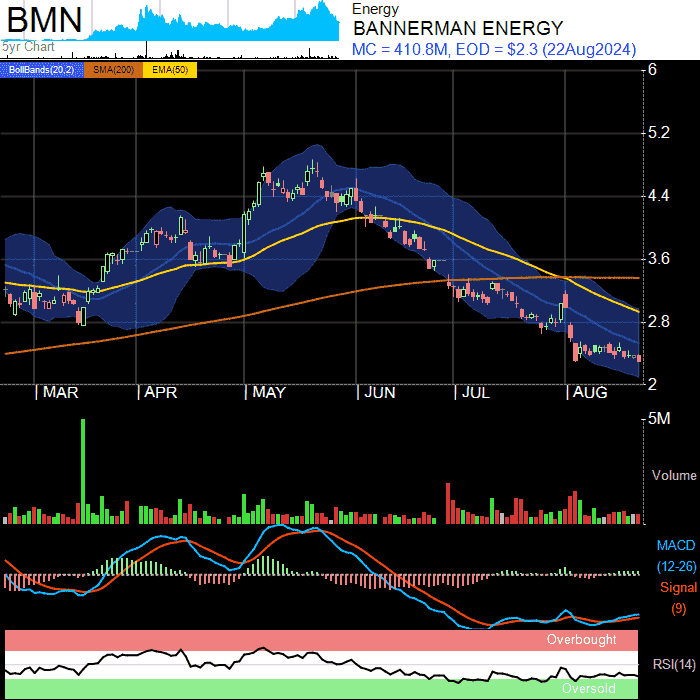 BMN
5yr Chart
Energy
BANNERMAN ENERGY
MC = 410.8M, EOD = $2.3 (22Aug2024)
BollBands(20,2) SMA(200) EMA(50)
6
5.2
4.4
3.6
2.8
2
MAR APR MAY JUN JUL AUG
5M
Volume
MACD
(12-26)
Signal
(9)
Overbought
RSI(14)
Oversold